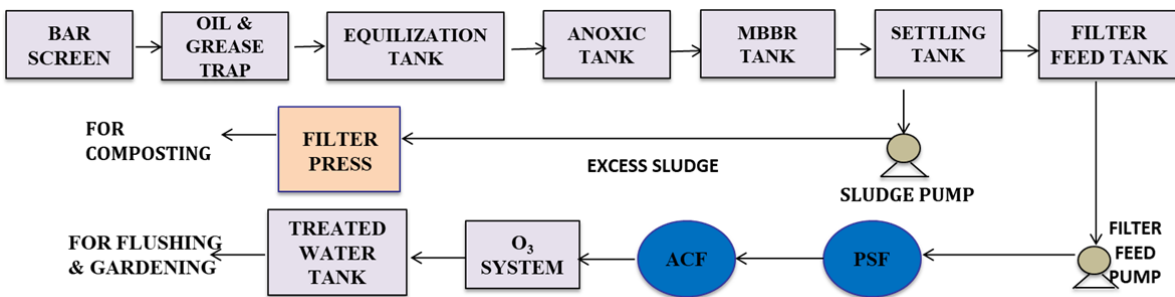 BAR
SCREEN
OIL &
GREASE
TRAP
EQUILIZATION
TANK
ANOXIC
TANK
MBBR
TANK
SETTLING
TANK
FILTER
FEED TANK
FOR
COMPOSTING
FILTER
PRESS
EXCESS SLUDGE
SLUDGE PUMP
FOR FLUSHING
& GARDENING
TREATED
WATER
TANK
O₃
SYSTEM
ACF
PSF
FILTER
FEED
PUMP